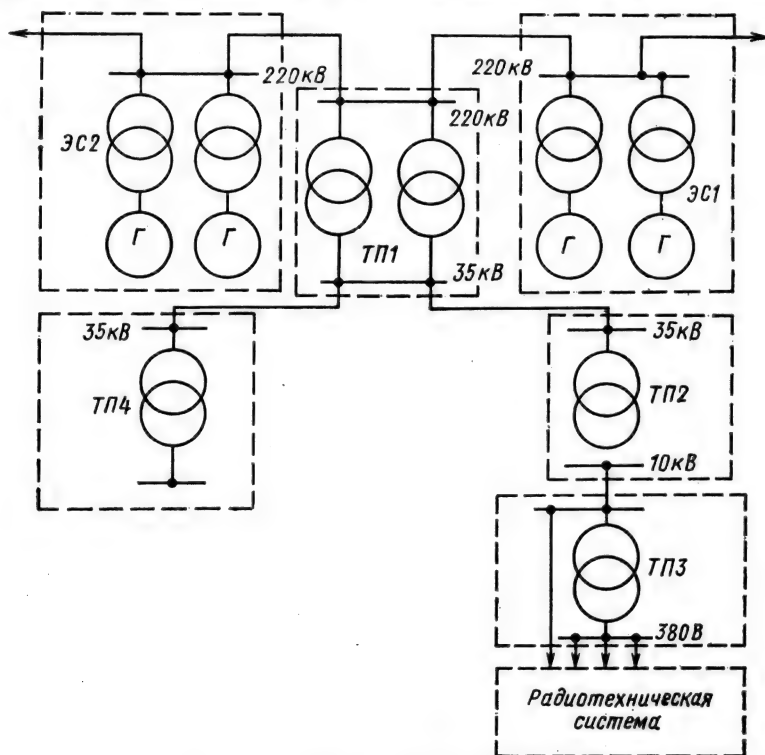 220кВ
220кВ
ЭС2
220кВ
ЭС1
Г
Г
ТП1
Г
Г
35кВ
35кВ
35кВ
ТП4
ТП2
10кВ
ТП3
380В
Радиотехническая
система